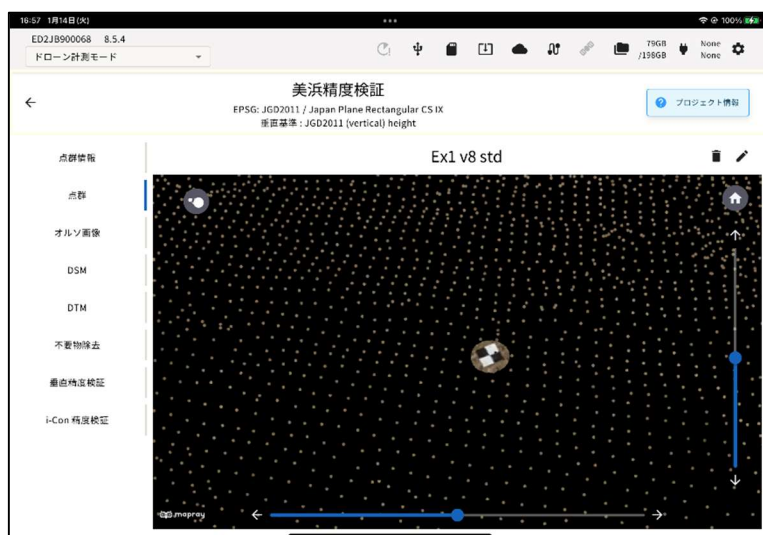 16:57 1月14日(火)
100%
ED2JB900068 8.5.4
ドローン計測モード
79GB
/198GB
None
None
美浜精度検証
EPSG: JGD2011 / Japan Plane Rectangular CS IX
垂直基準 : JGD2011 (vertical) height
プロジェクト情報
点群情報
Ex1 v8 std
点群
オルソ画像
DSM
DTM
不要物除去
垂直精度検証
i-Con 精度検証
mapray